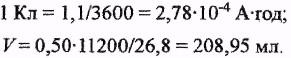 1 Кл = 1,1/3600 = 2,78·10⁻⁴ А·год;
V = 0,50·11200/26,8 = 208,95 мл.